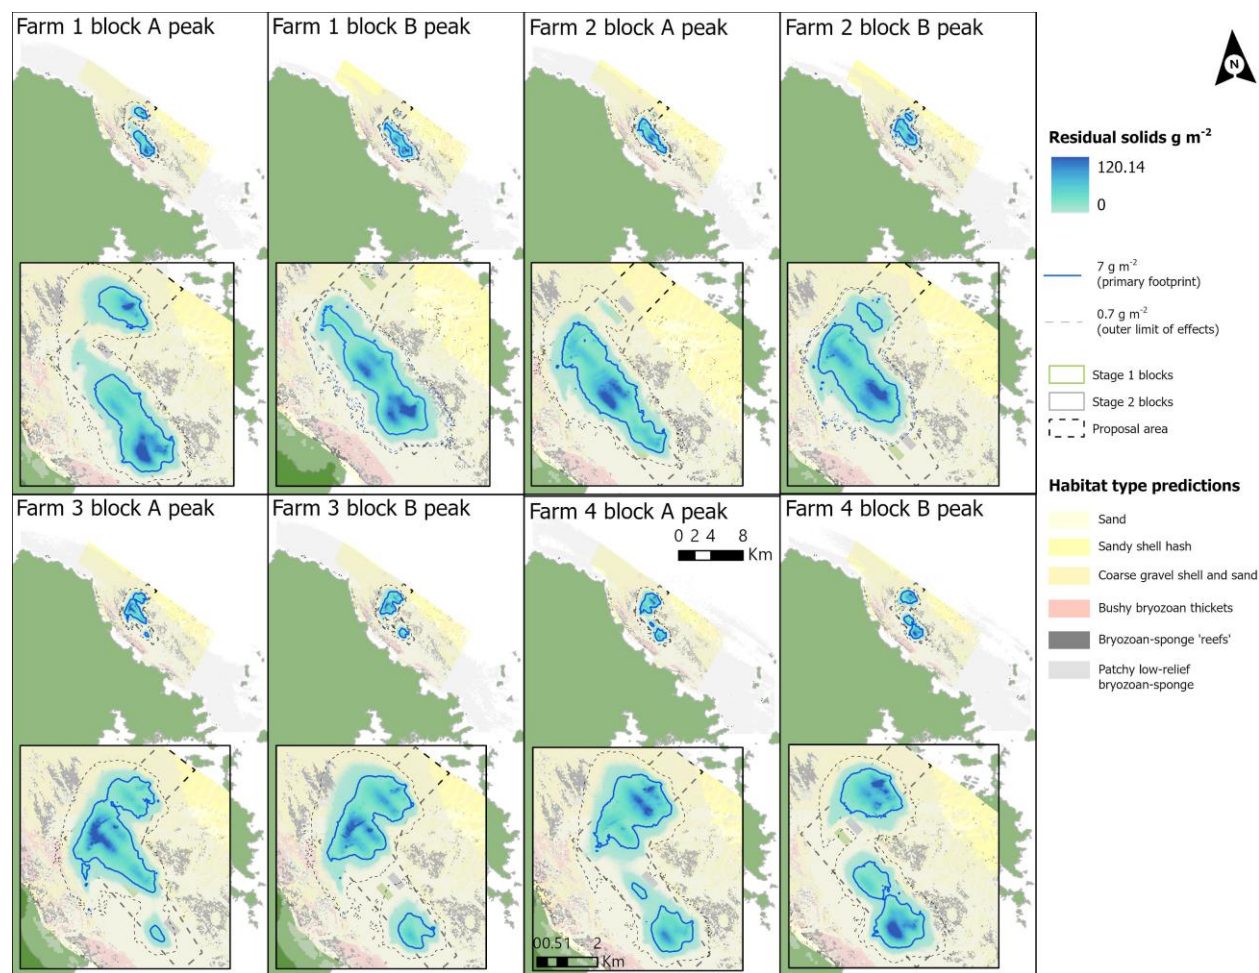 Farm 1 block A peak
Farm 1 block B peak
Farm 2 block A peak
Farm 2 block B peak
N
Residual solids g m⁻²
120.14
0
7 g m⁻²
(primary footprint)
0.7 g m⁻²
(outer limit of effects)
Stage 1 blocks
Stage 2 blocks
Proposal area
Habitat type predictions
Sand
Sandy shell hash
Coarse gravel shell and sand
Bushy bryozoan thickets
Bryozoan-sponge 'reefs'
Patchy low-relief
bryozoan-sponge
Farm 3 block A peak
Farm 3 block B peak
Farm 4 block A peak
Farm 4 block B peak
0 2 4 8
Km
00.51 2
Km